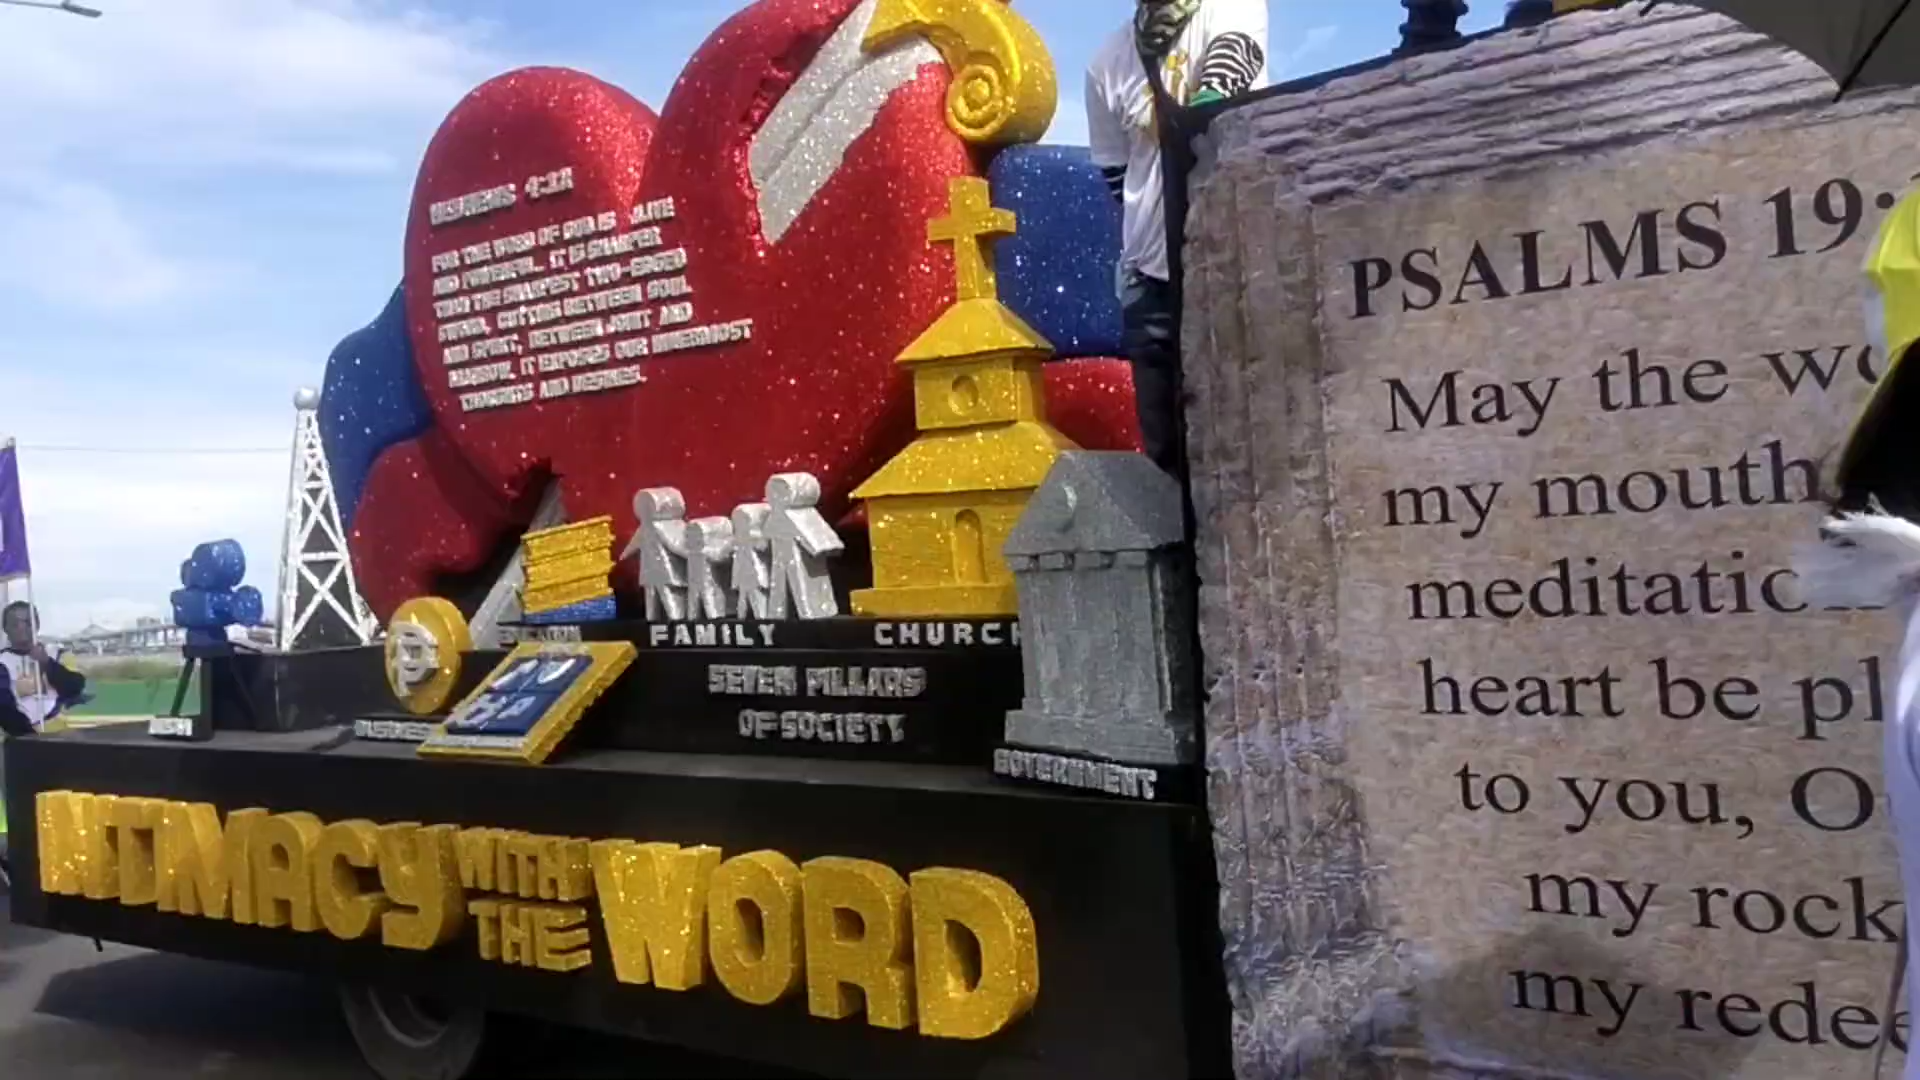 HEBREWS 4:12
FOR THE WORD OF GOD IS ALIVE
AND POWERFUL. IT IS SHARPER
THAN THE SHARPEST TWO-EDGED
SWORD, CUTTING BETWEEN SOUL
AND SPIRIT, BETWEEN JOINT AND
MARROW. IT EXPOSES OUR INNERMOST
THOUGHTS AND DESIRES.
EDUCATION
FAMILY
CHURCH
SEVEN PILLARS
OF SOCIETY
BUSINESS
GOVERNMENT
INTIMACY WITH THE WORD
PSALMS 19:
May the wo
my mouth
meditatio
heart be pl
to you, O
my rock
my redee